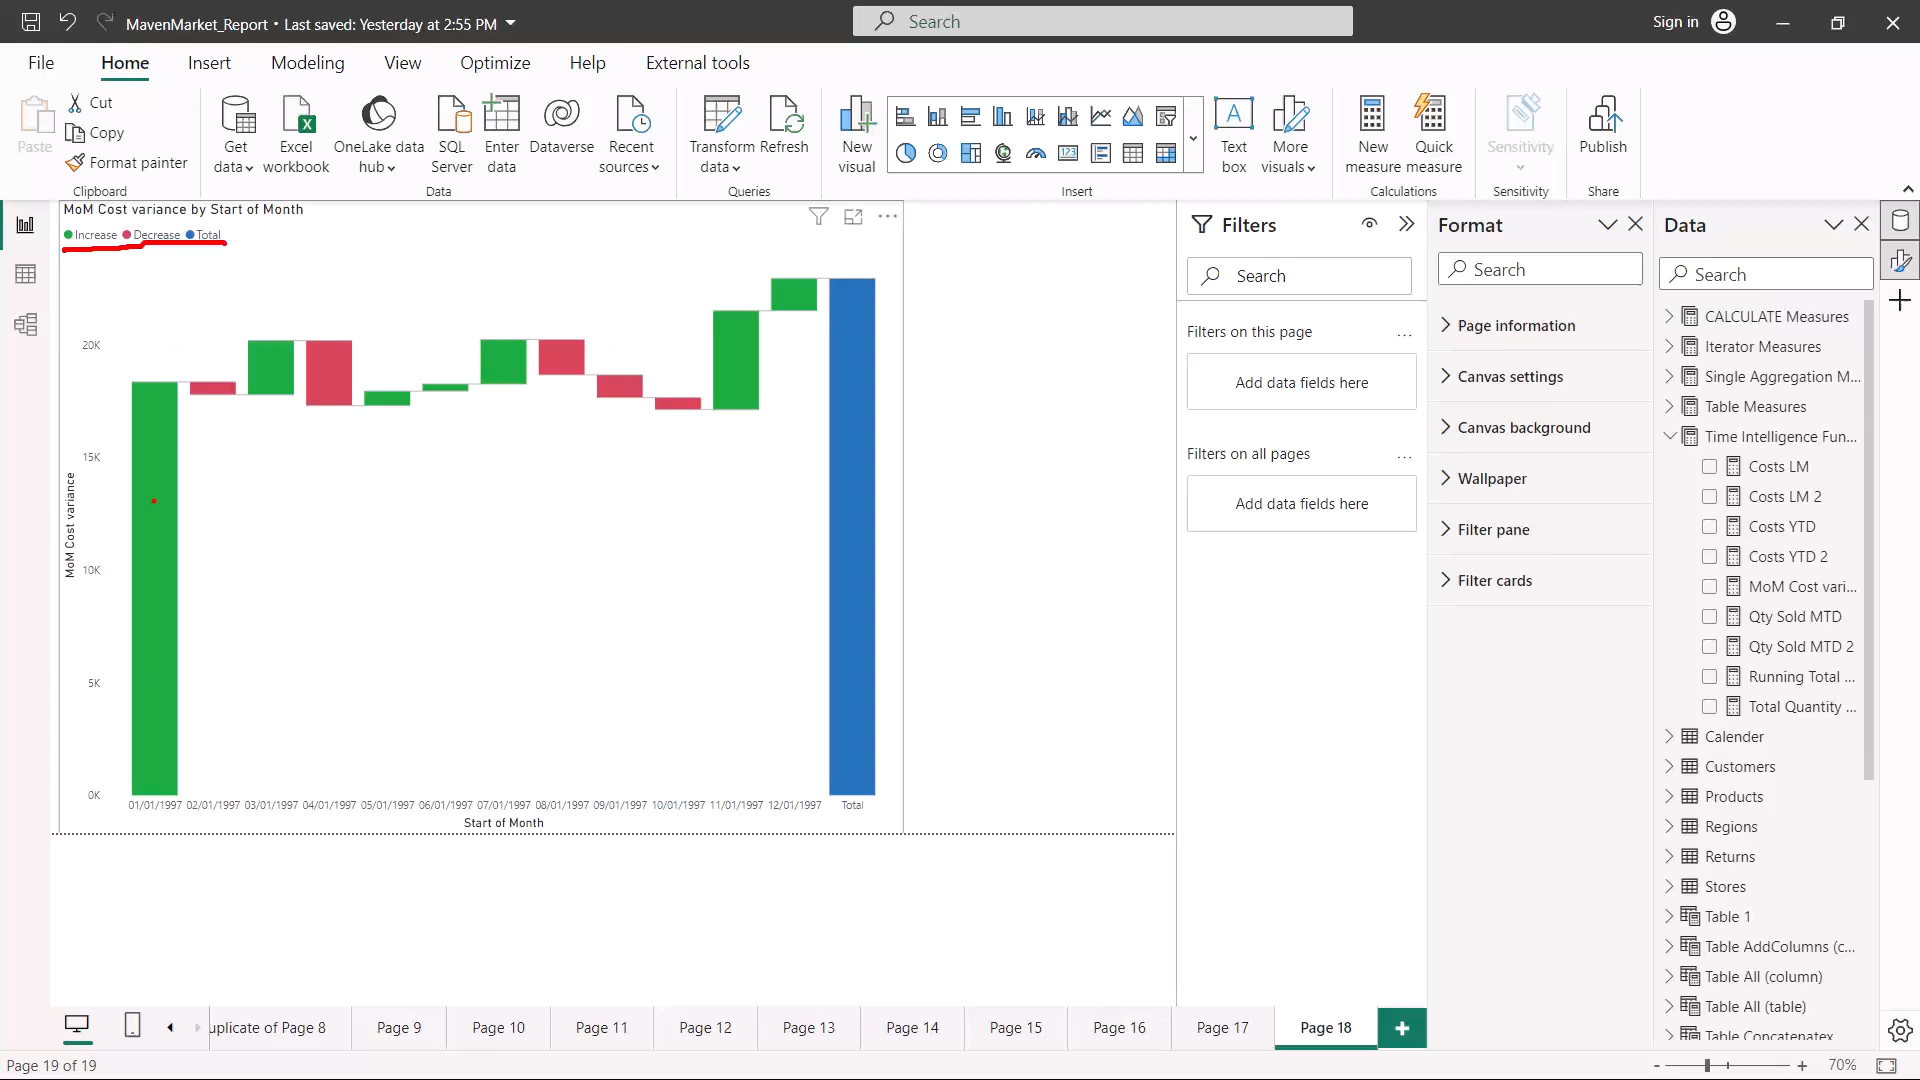 MavenMarket_Report • Last saved: Yesterday at 2:55 PM
Search
Sign in
File Home Insert Modeling View Optimize Help External tools
Paste
Cut
Copy
Format painter
Clipboard
Get data
Excel workbook
OneLake data hub
SQL Server
Enter data
Dataverse
Recent sources
Data
Transform data
Refresh
Queries
New visual
Insert
Text box
More visuals
New measure
Quick measure
Calculations
Sensitivity
Sensitivity
Publish
Share
MoM Cost variance by Start of Month
Increase Decrease Total
20K
15K
10K
5K
0K
MoM Cost variance
01/01/1997 02/01/1997 03/01/1997 04/01/1997 05/01/1997 06/01/1997 07/01/1997 08/01/1997 09/01/1997 10/01/1997 11/01/1997 12/01/1997 Total
Start of Month
Filters
Search
Filters on this page ...
Add data fields here
Filters on all pages ...
Add data fields here
Format
Search
Page information
Canvas settings
Canvas background
Wallpaper
Filter pane
Filter cards
Data
Search
CALCULATE Measures
Iterator Measures
Single Aggregation M...
Table Measures
Time Intelligence Fun...
Costs LM
Costs LM 2
Costs YTD
Costs YTD 2
MoM Cost vari...
Qty Sold MTD
Qty Sold MTD 2
Running Total ...
Total Quantity ...
Calender
Customers
Products
Regions
Returns
Stores
Table 1
Table AddColumns (c...
Table All (column)
Table All (table)
Table Concatenatex
uplicate of Page 8 Page 9 Page 10 Page 11 Page 12 Page 13 Page 14 Page 15 Page 16 Page 17 Page 18
Page 19 of 19
70%